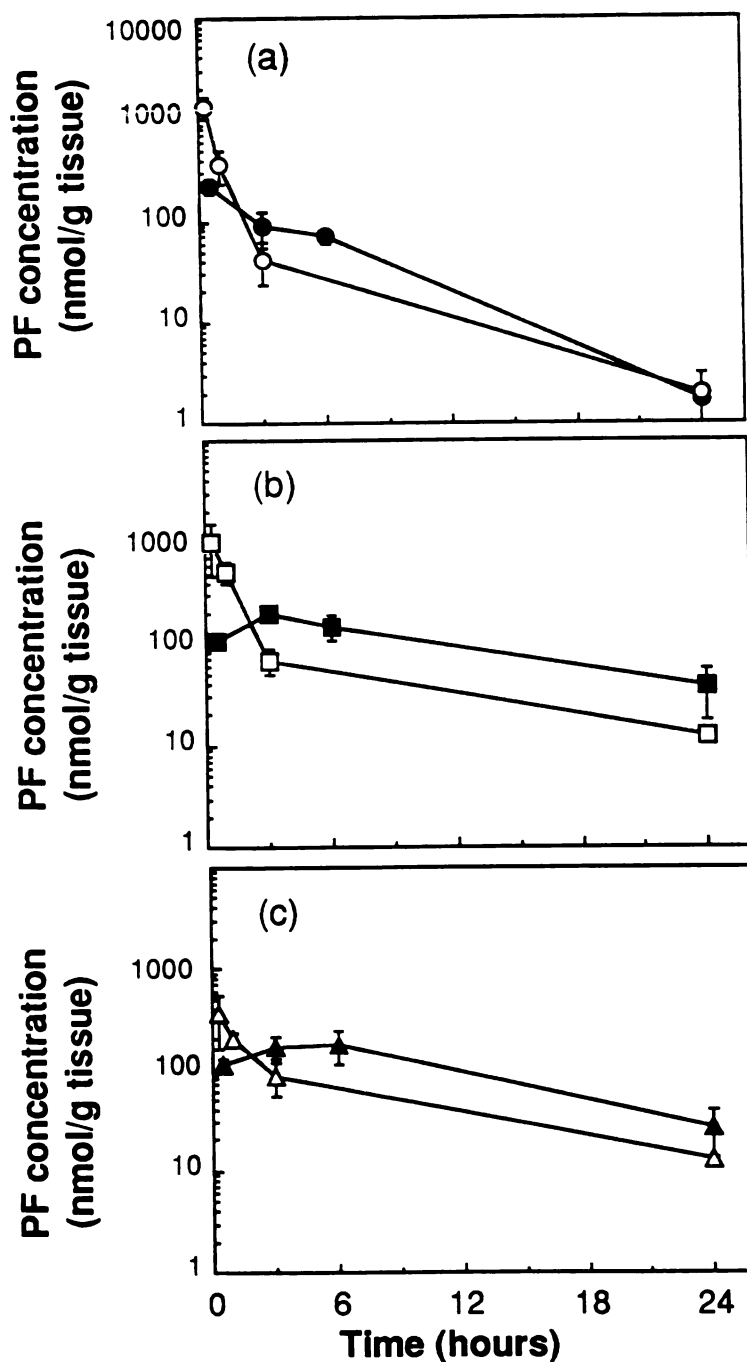 (a)
10000
1000
100
10
1
PF concentration
(nmol/g tissue)
(b)
1000
100
10
1
PF concentration
(nmol/g tissue)
(c)
1000
100
10
1
PF concentration
(nmol/g tissue)
0 6 12 18 24
Time (hours)